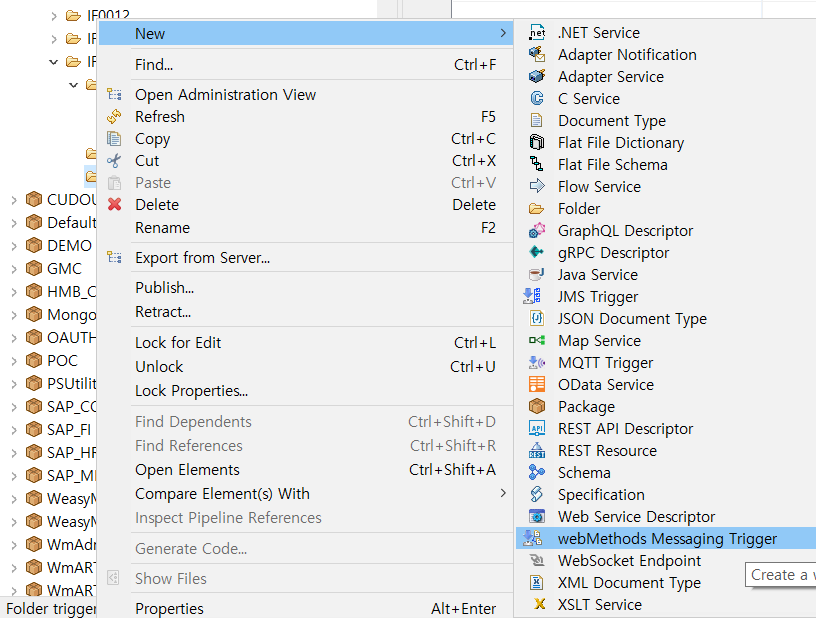 IF0012
IF
IF
CUDOU
Default
DEMO
GMC
HMB_C
Mongo
OAUTH
POC
PSUtilit
SAP_CO
SAP_FI
SAP_HF
SAP_MI
WeasyM
WeasyM
WmAdr
WmART
WmART
Folder trigger
New
Find... Ctrl+F
Open Administration View
Refresh F5
Copy Ctrl+C
Cut Ctrl+X
Paste Ctrl+V
Delete Delete
Rename F2
Export from Server...
Publish...
Retract...
Lock for Edit Ctrl+L
Unlock Ctrl+U
Lock Properties...
Find Dependents Ctrl+Shift+D
Find References Ctrl+Shift+R
Open Elements Ctrl+Shift+A
Compare Element(s) With
Inspect Pipeline References
Generate Code...
Show Files
Properties Alt+Enter
.NET Service
Adapter Notification
Adapter Service
C Service
Document Type
Flat File Dictionary
Flat File Schema
Flow Service
Folder
GraphQL Descriptor
gRPC Descriptor
Java Service
JMS Trigger
JSON Document Type
Map Service
MQTT Trigger
OData Service
Package
REST API Descriptor
REST Resource
Schema
Specification
Web Service Descriptor
webMethods Messaging Trigger
WebSocket Endpoint
XML Document Type
XSLT Service
Create a w